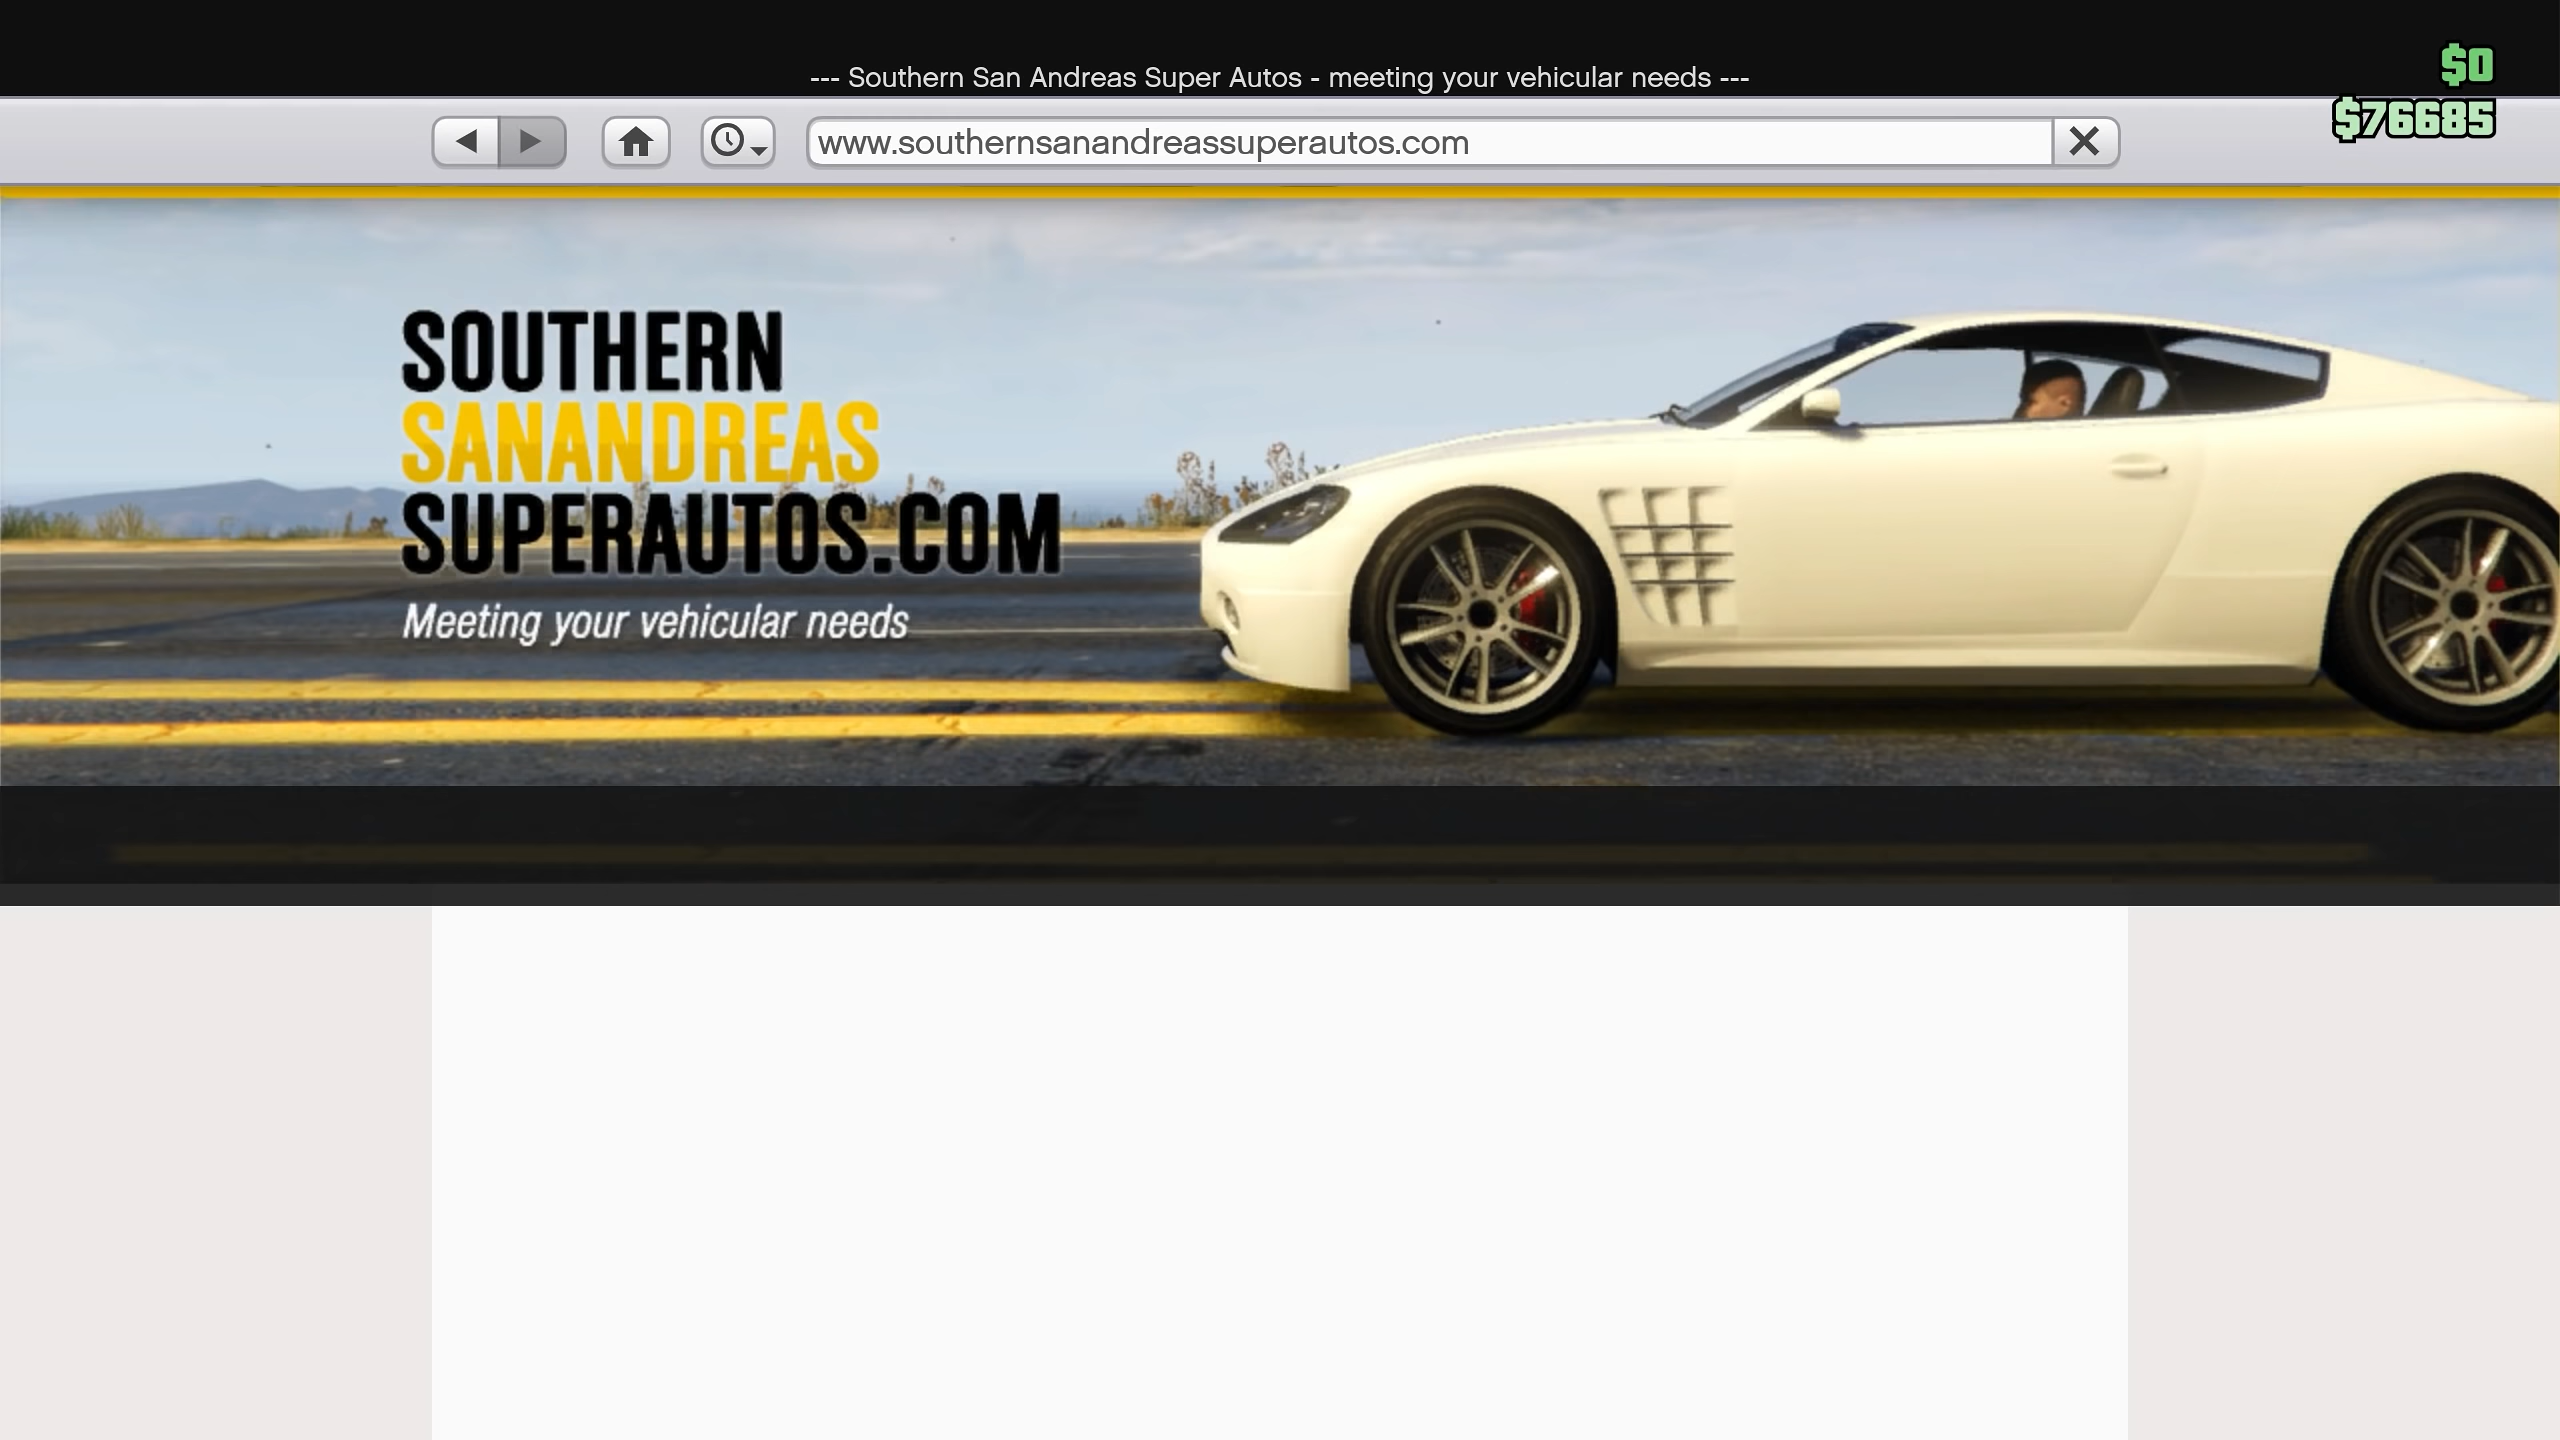 --- Southern San Andreas Super Autos - meeting your vehicular needs ---
$0
$76685
www.southernsanandreassuperautos.com
SOUTHERN
SANANDREAS
SUPERAUTOS.COM
Meeting your vehicular needs